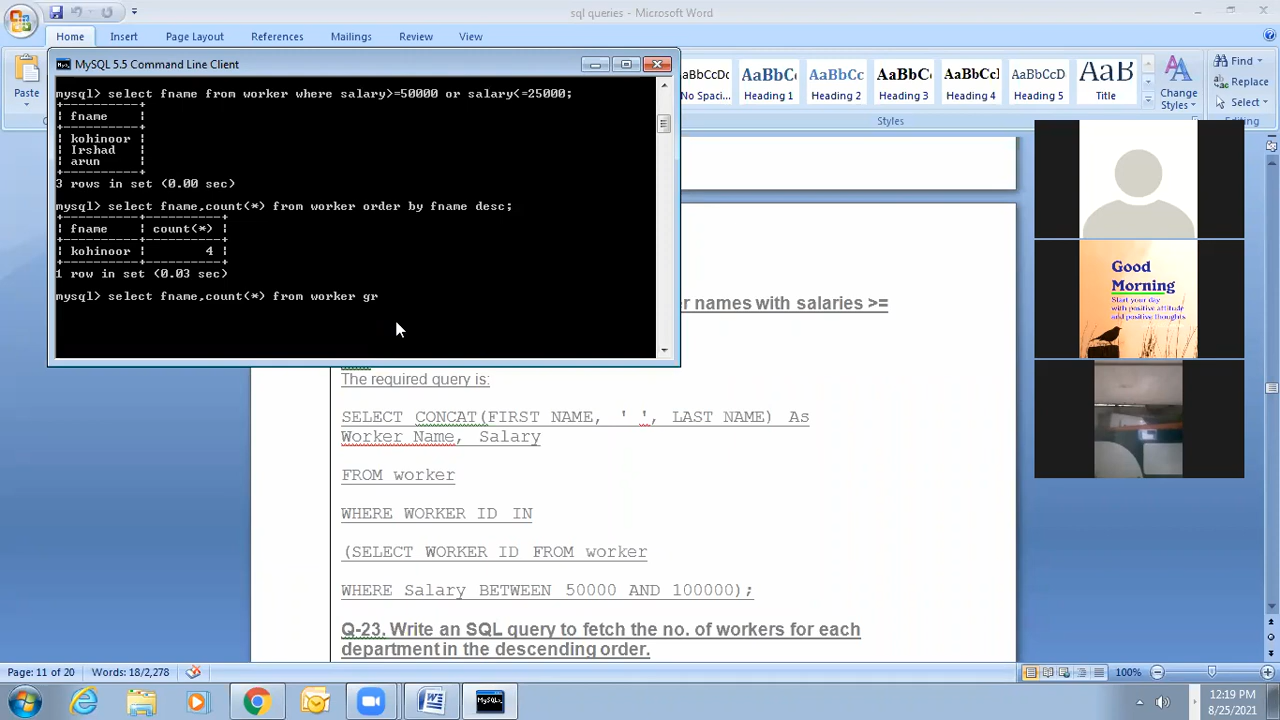 sql queries - Microsoft Word
Home Insert Page Layout References Mailings Review View
MySQL 5.5 Command Line Client
Paste
AaBbCcDc AaBbC AaBbC AaBbC AaBbC AaBbCcD AaB
No Spaci... Heading 1 Heading 2 Heading 3 Heading 4 Heading 5 Title
Change Styles
Styles
Find
Replace
Select
Editing
mysql> select fname from worker where salary>=50000 or salary<=25000;
fname
kohinoor
Irshad
arun
3 rows in set (0.00 sec)
mysql> select fname,count(*) from worker order by fname desc;
fname count(*)
kohinoor 4
1 row in set (0.03 sec)
mysql> select fname,count(*) from worker gr
Good
Morning
Start your day
with positive attitude
and positive thoughts
er names with salaries >=
The required query is:
SELECT CONCAT(FIRST NAME, ' ', LAST NAME) As
Worker Name, Salary
FROM worker
WHERE WORKER ID IN
(SELECT WORKER ID FROM worker
WHERE Salary BETWEEN 50000 AND 100000);
Q-23. Write an SQL query to fetch the no. of workers for each
department in the descending order.
Page: 11 of 20 Words: 18/2,278 100%
12:19 PM
8/25/2021